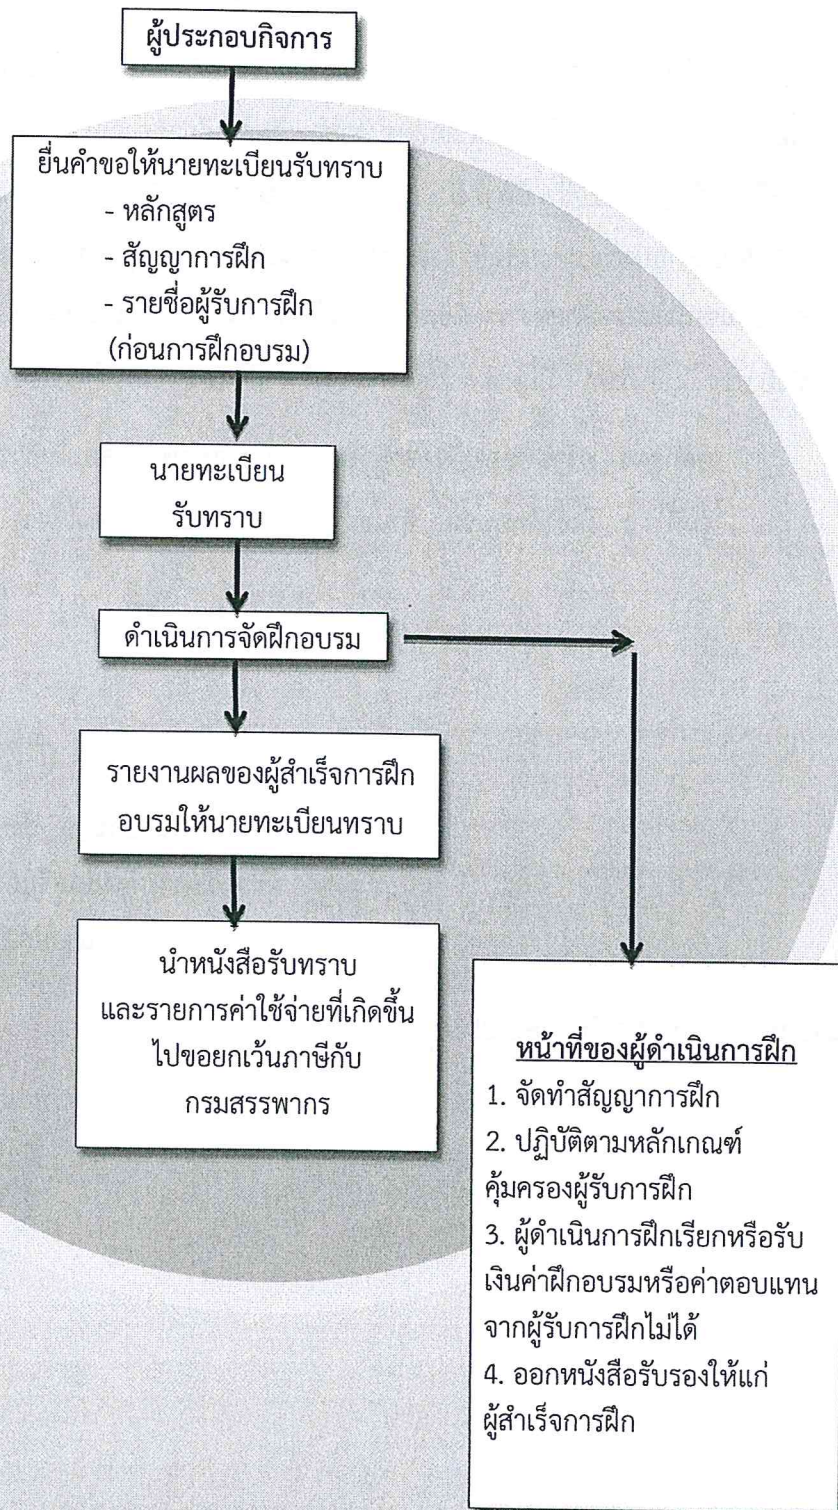 ผู้ประกอบกิจการ
ยื่นคำขอให้นายทะเบียนรับทราบ
- หลักสูตร
- สัญญาการฝึก
- รายชื่อผู้รับการฝึก
(ก่อนการฝึกอบรม)
นายทะเบียน
รับทราบ
ดำเนินการจัดฝึกอบรม
รายงานผลของผู้สำเร็จการฝึก
อบรมให้นายทะเบียนทราบ
นำหนังสือรับทราบ
และรายการค่าใช้จ่ายที่เกิดขึ้น
ไปขอยกเว้นภาษีกับ
กรมสรรพากร
หน้าที่ของผู้ดำเนินการฝึก
1. จัดทำสัญญาการฝึก
2. ปฏิบัติตามหลักเกณฑ์
คุ้มครองผู้รับการฝึก
3. ผู้ดำเนินการฝึกเรียกหรือรับ
เงินค่าฝึกอบรมหรือค่าตอบแทน
จากผู้รับการฝึกไม่ได้
4. ออกหนังสือรับรองให้แก่
ผู้สำเร็จการฝึก